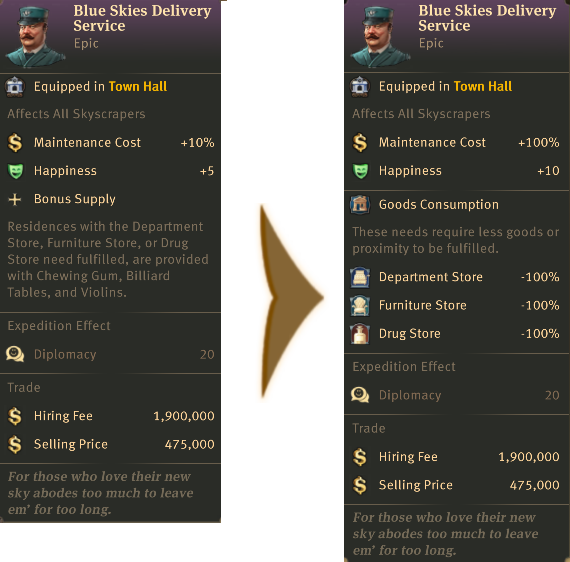 Blue Skies Delivery
Service
Epic
Equipped in Town Hall
Affects All Skyscrapers
Maintenance Cost +10%
Happiness +5
Bonus Supply
Residences with the Department
Store, Furniture Store, or Drug
Store need fulfilled, are provided
with Chewing Gum, Billiard
Tables, and Violins.
Expedition Effect
Diplomacy 20
Trade
Hiring Fee 1,900,000
Selling Price 475,000
For those who love their new
sky abodes too much to leave
em' for too long.
Blue Skies Delivery
Service
Epic
Equipped in Town Hall
Affects All Skyscrapers
Maintenance Cost +100%
Happiness +10
Goods Consumption
These needs require less goods or
proximity to be fulfilled.
Department Store -100%
Furniture Store -100%
Drug Store -100%
Expedition Effect
Diplomacy 20
Trade
Hiring Fee 1,900,000
Selling Price 475,000
For those who love their new
sky abodes too much to leave
em' for too long.